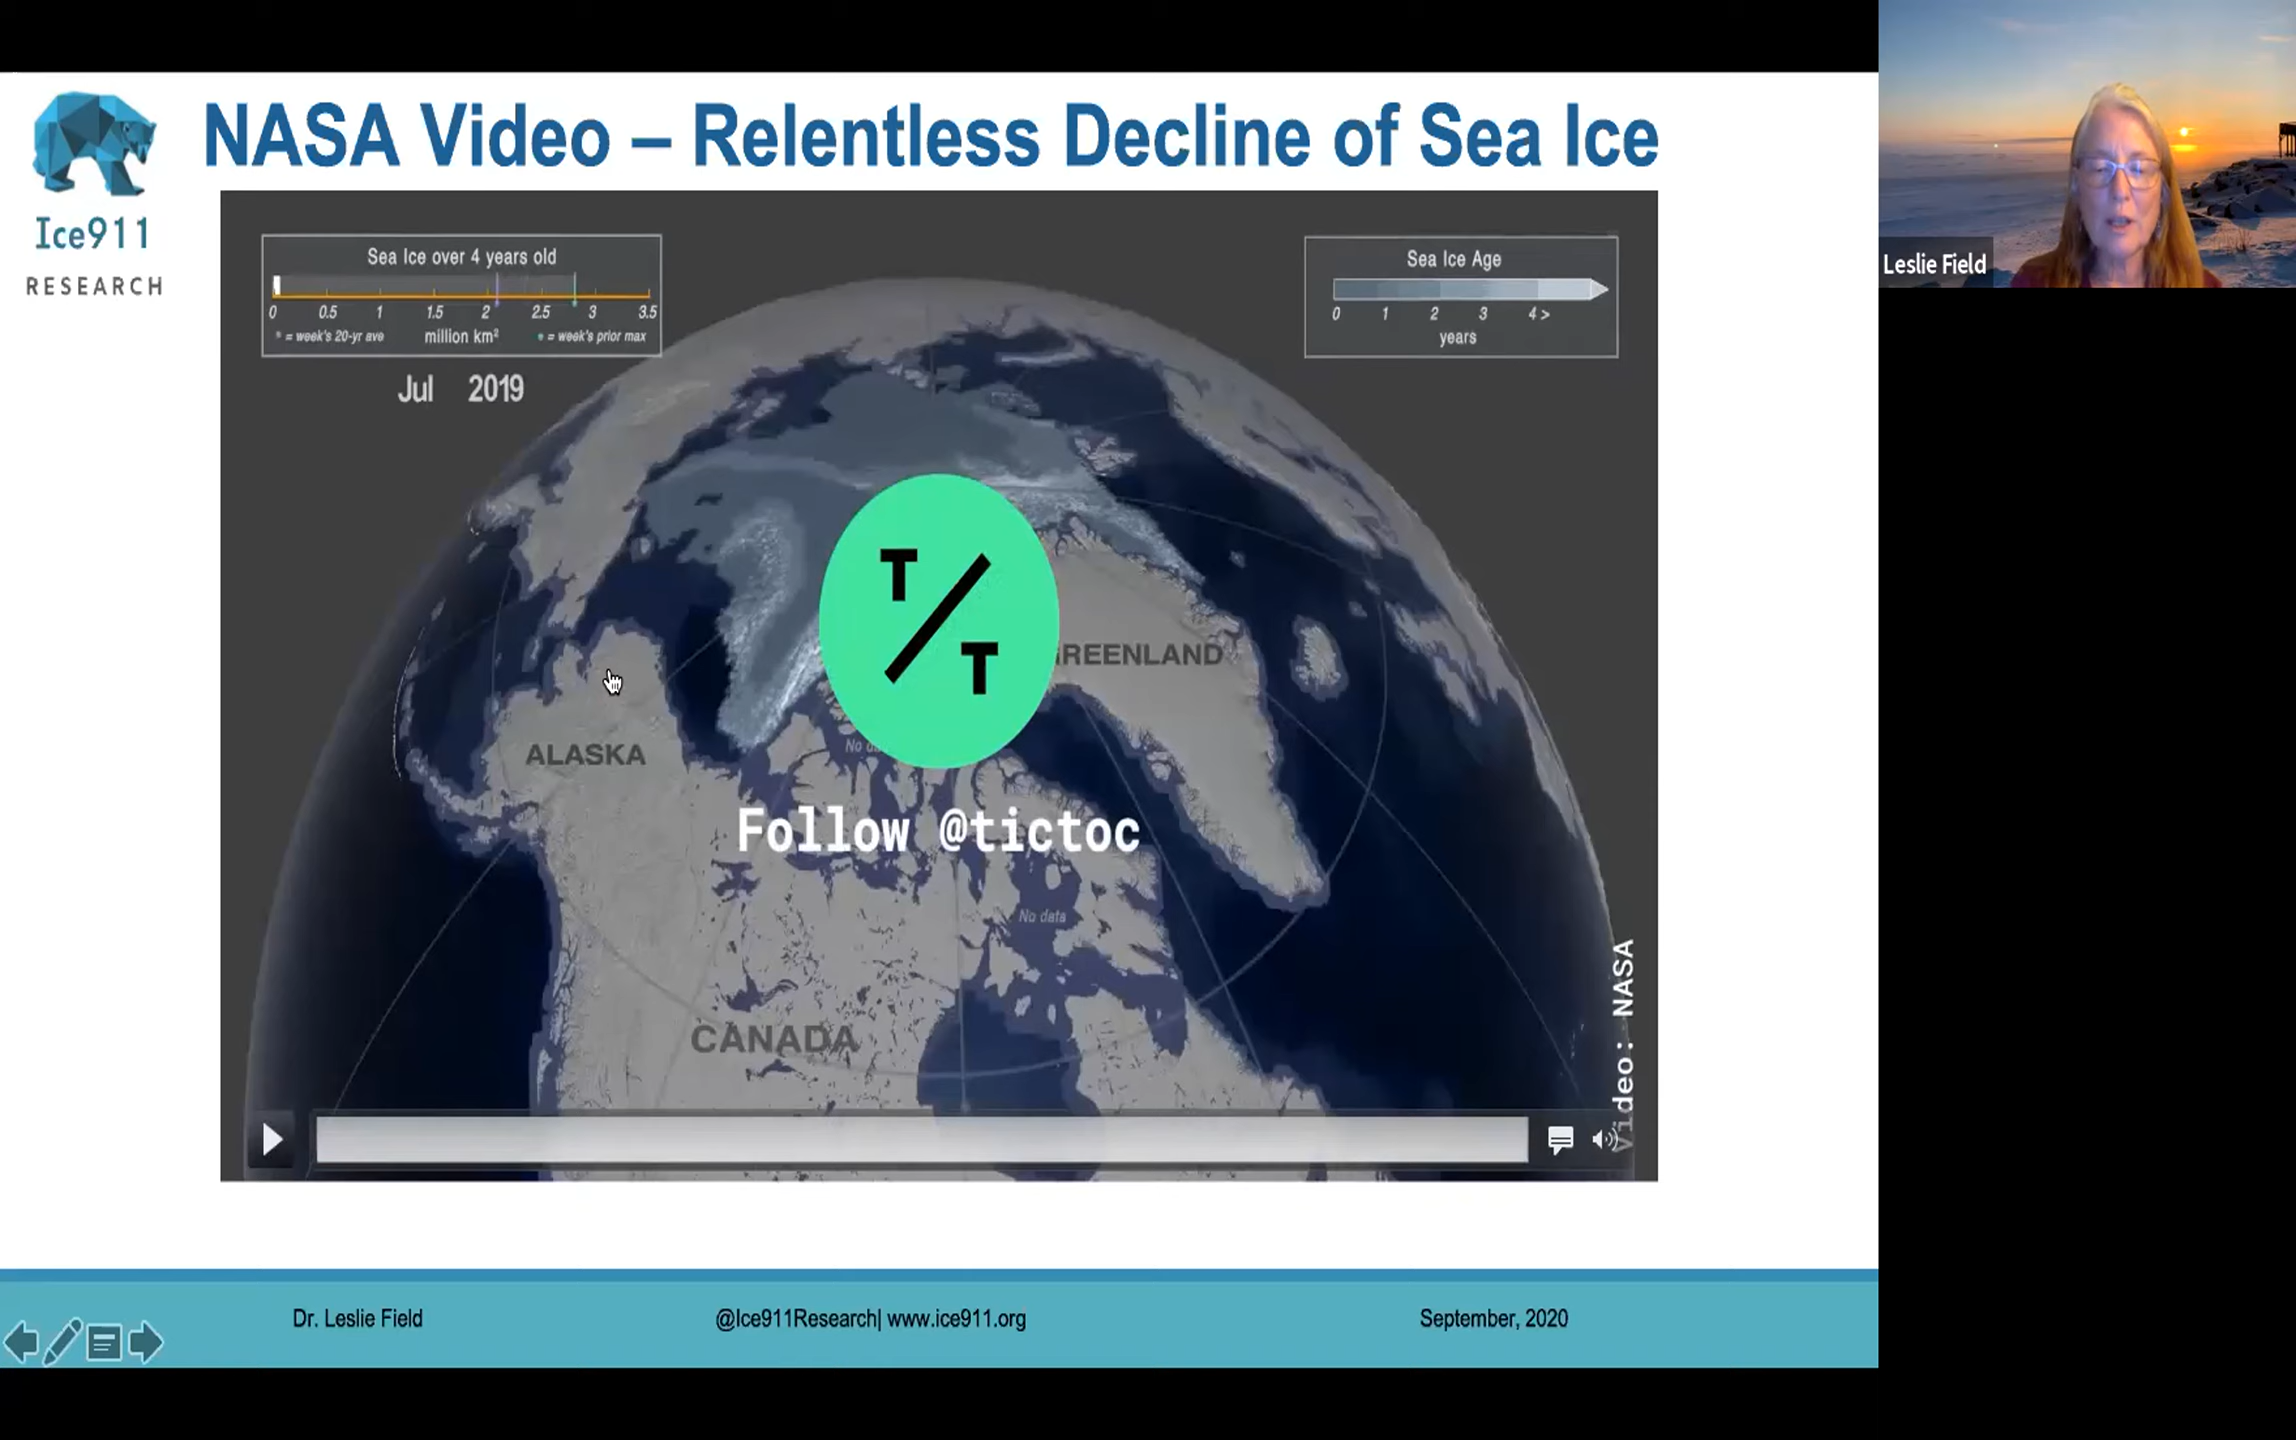 NASA Video – Relentless Decline of Sea Ice
Ice911
RESEARCH
Sea Ice over 4 years old
0 0.5 1 1.5 2 2.5 3 3.5
* = week's 20-yr ave million km² • = week's prior max
Jul 2019
Sea Ice Age
0 1 2 3 4 >
years
Leslie Field
T/T
REENLAND
ALASKA
No da
Follow @tictoc
No data
CANADA
Video: NASA
Dr. Leslie Field
@Ice911Research| www.ice911.org
September, 2020